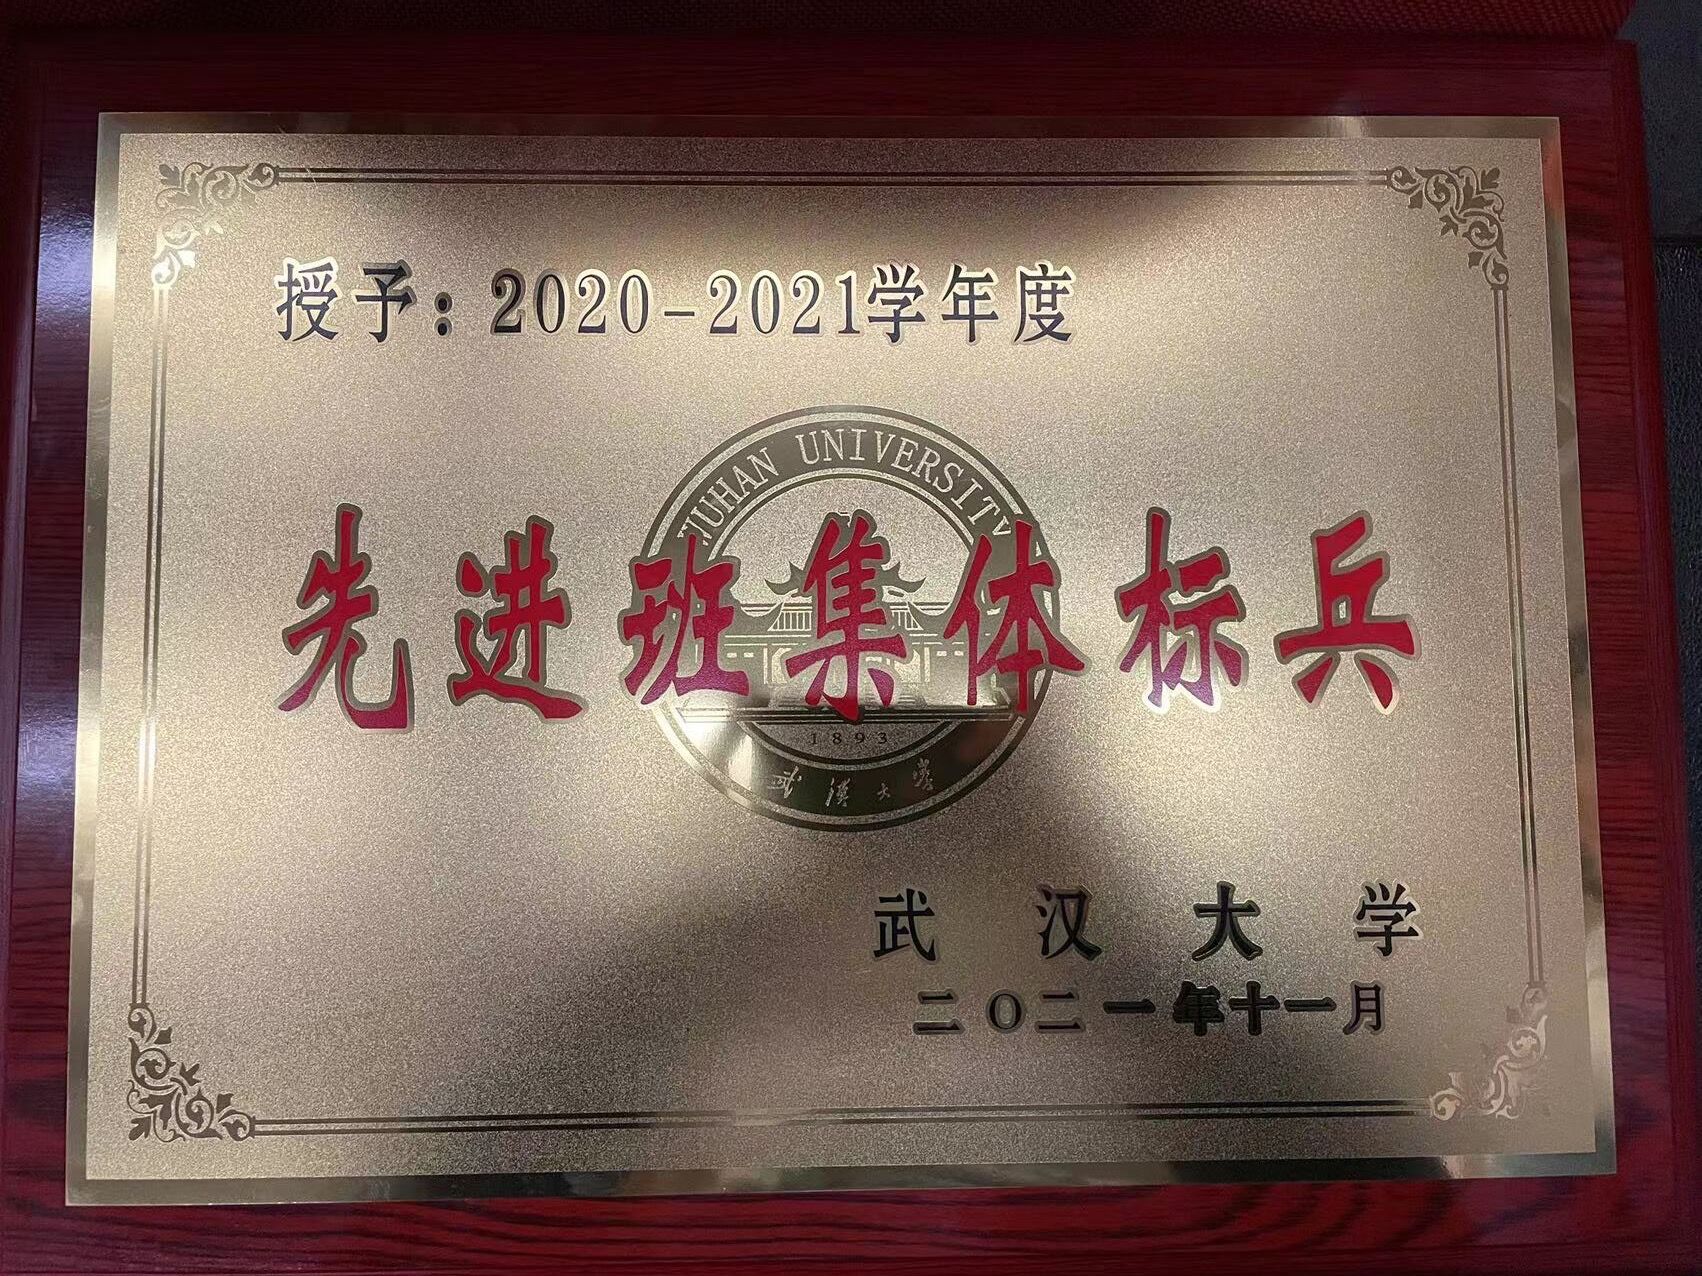 授予：2020-2021学年度
WUHAN UNIVERSITY
先进班集体标兵
1893
武汉大学
武汉大学
二〇二一年十一月